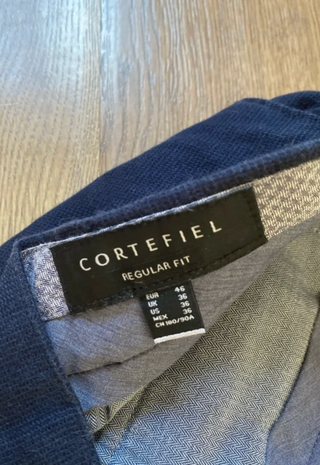 CORTEFIEL
REGULAR FIT
EUR 46
UK 36
US 36
MEX 36
CN 180/90A